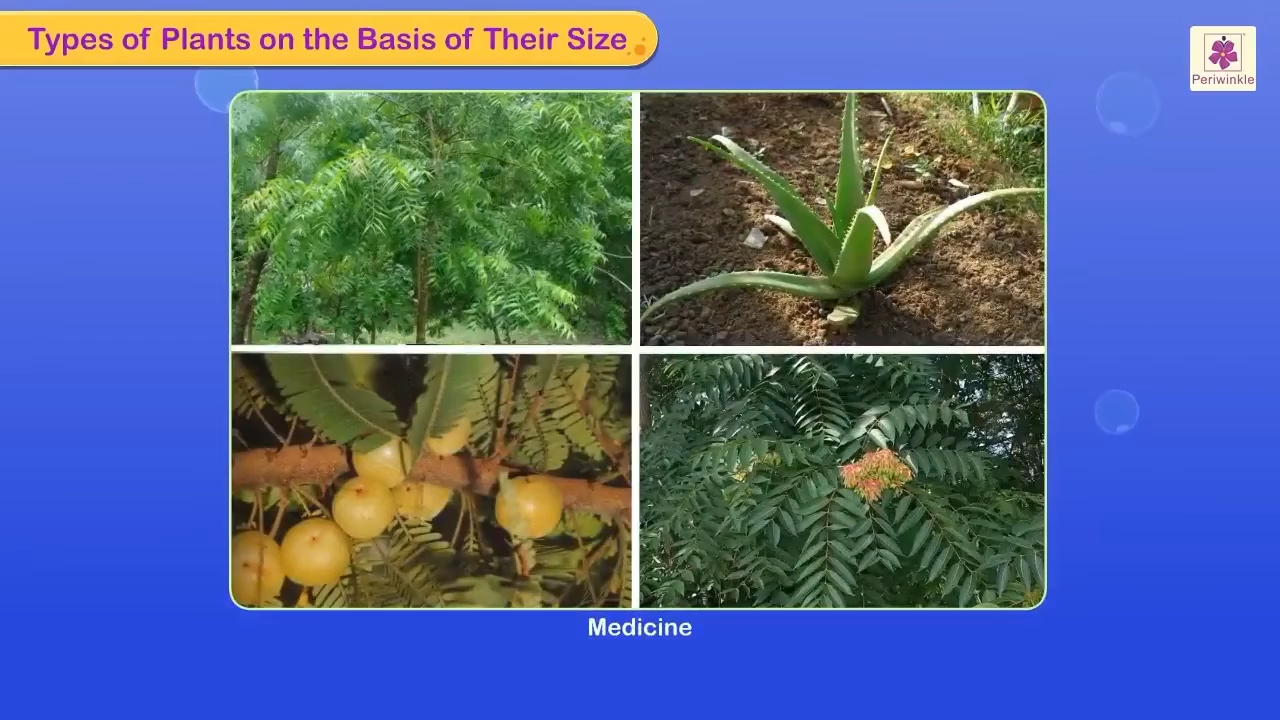 Types of Plants on the Basis of Their Size
Periwinkle
Medicine